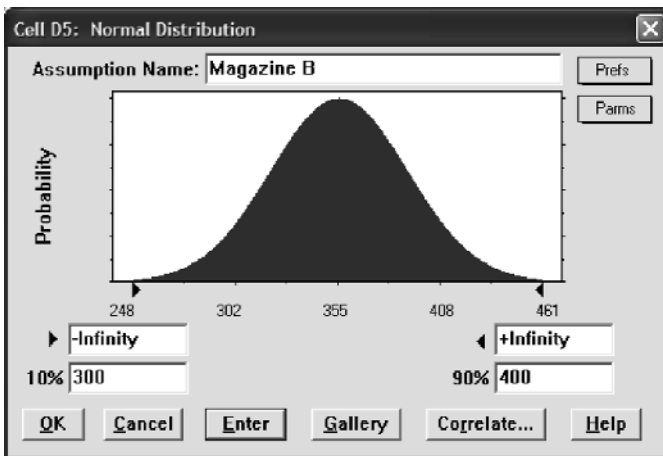 Cell D5: Normal Distribution
Assumption Name: Magazine B
Prefs
Parms
Probability
248 302 355 408 461
-Infinity +Infinity
10% 300 90% 400
OK Cancel Enter Gallery Correlate... Help